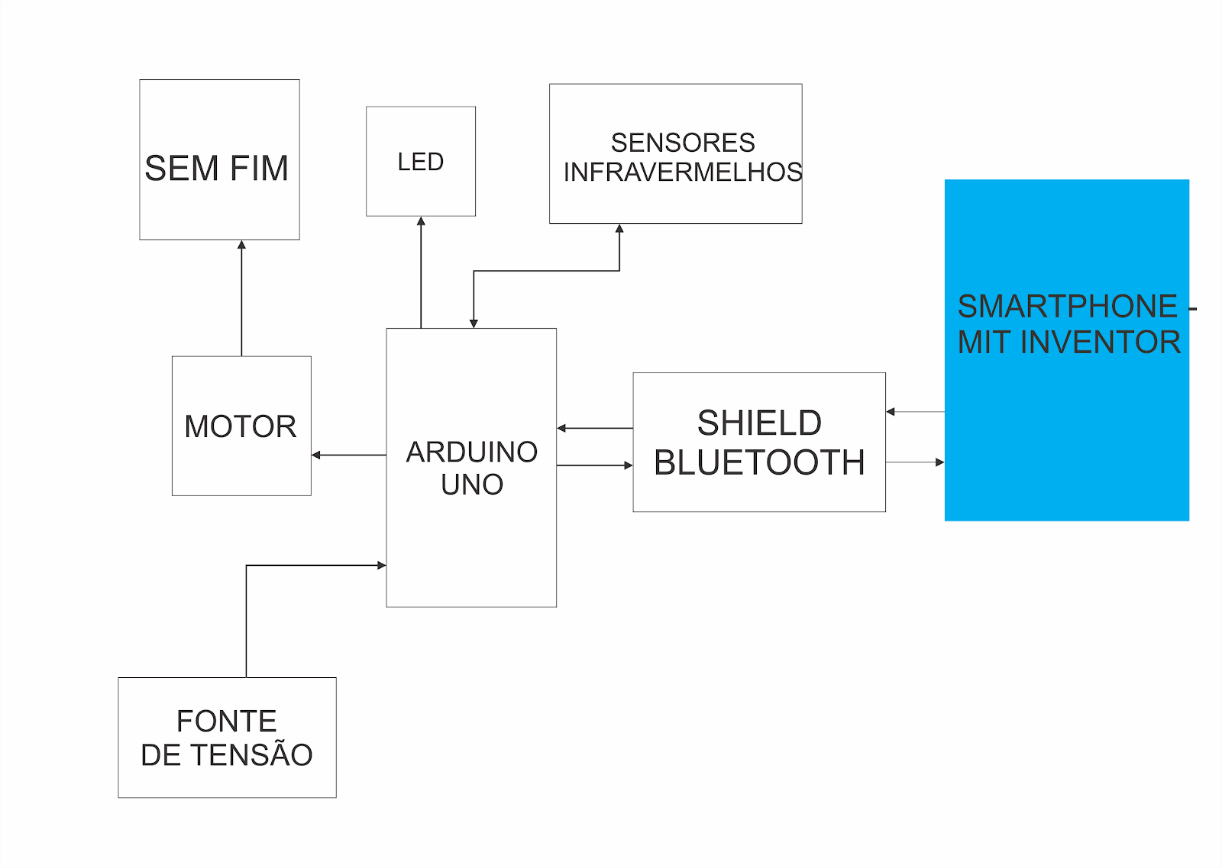 SEM FIM
LED
SENSORES
INFRAVERMELHOS
SMARTPHONE
MIT INVENTOR
MOTOR
ARDUINO
UNO
SHIELD
BLUETOOTH
FONTE
DE TENSÃO